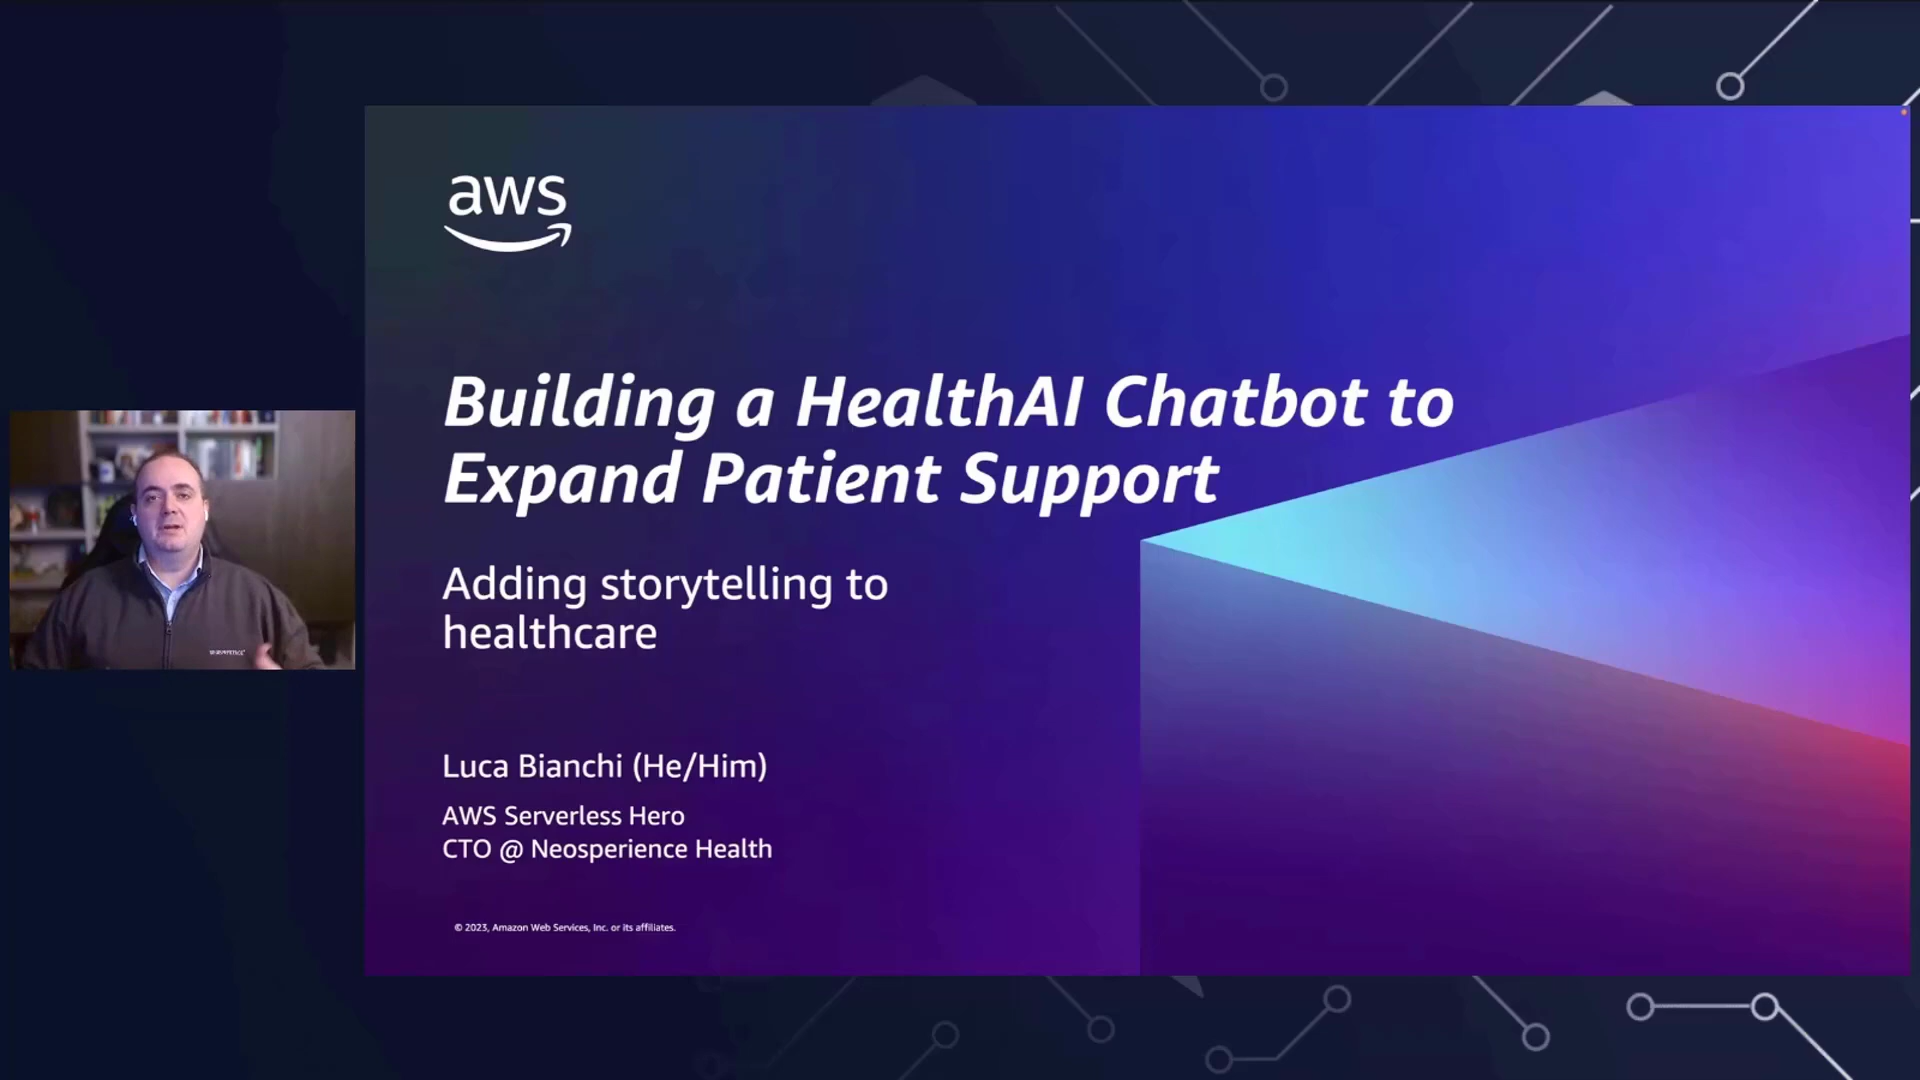 aws
Building a HealthAI Chatbot to
Expand Patient Support
Adding storytelling to
healthcare
Luca Bianchi (He/Him)
AWS Serverless Hero
CTO @ Neosperience Health
© 2023, Amazon Web Services, Inc. or its affiliates.